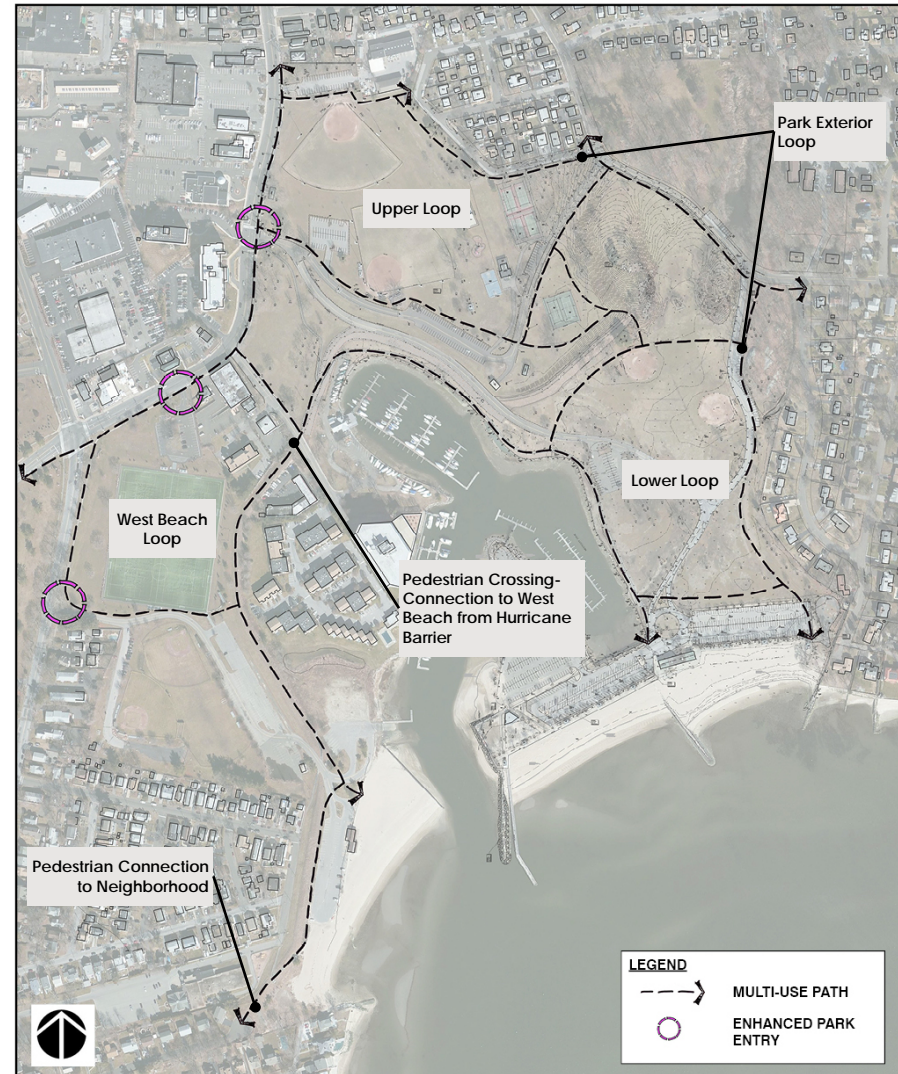 Park Exterior
Loop
Upper Loop
Lower Loop
West Beach
Loop
Pedestrian Crossing-
Connection to West
Beach from Hurricane
Barrier
Pedestrian Connection
to Neighborhood
LEGEND
MULTI-USE PATH
ENHANCED PARK
ENTRY